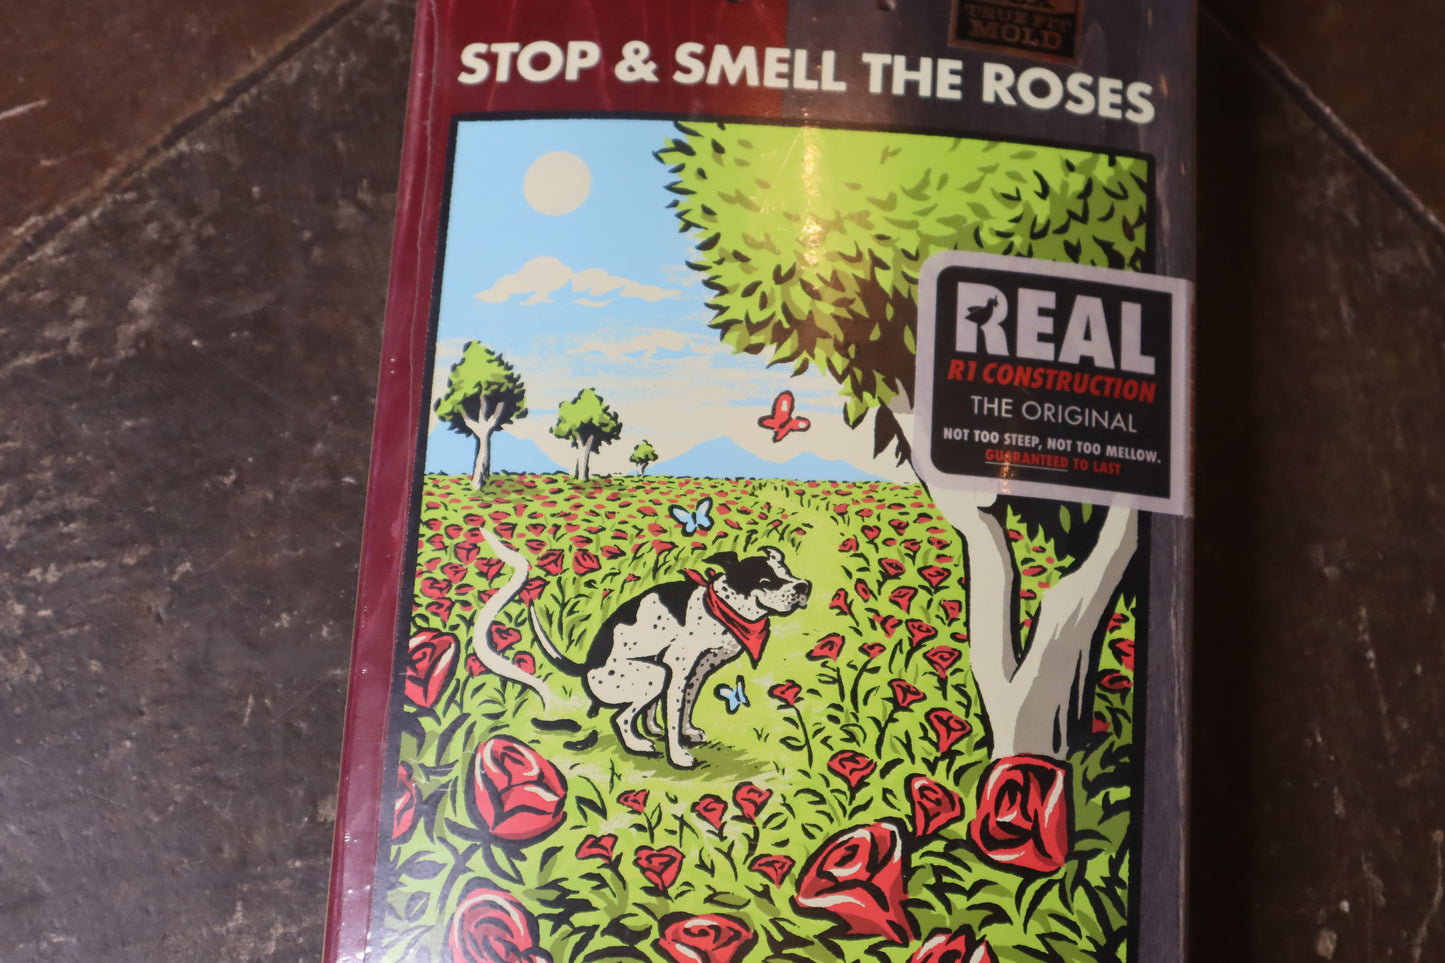 TRUE FIT
MOLD
STOP & SMELL THE ROSES
REAL
R1 CONSTRUCTION
THE ORIGINAL
NOT TOO STEEP, NOT TOO MELLOW.
GUARANTEED TO LAST